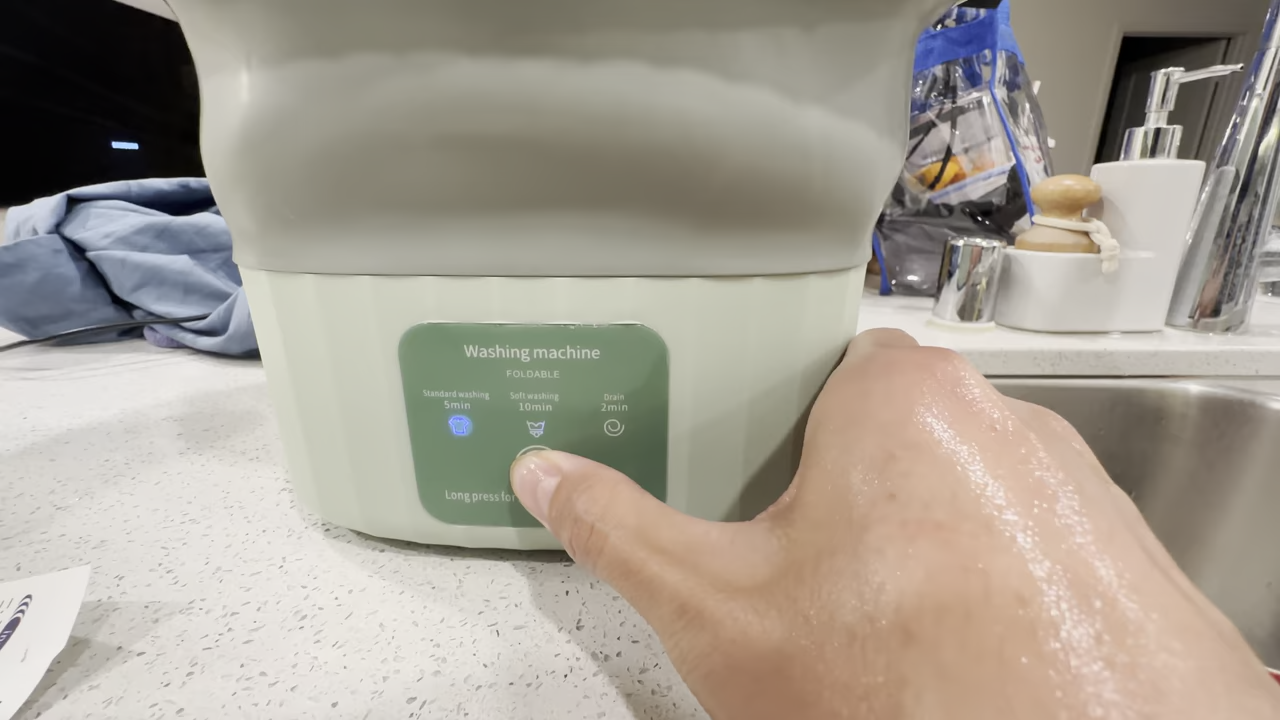 Washing machine
FOLDABLE
Standard washing
5min
Soft washing
10min
Drain
2min
Long press for